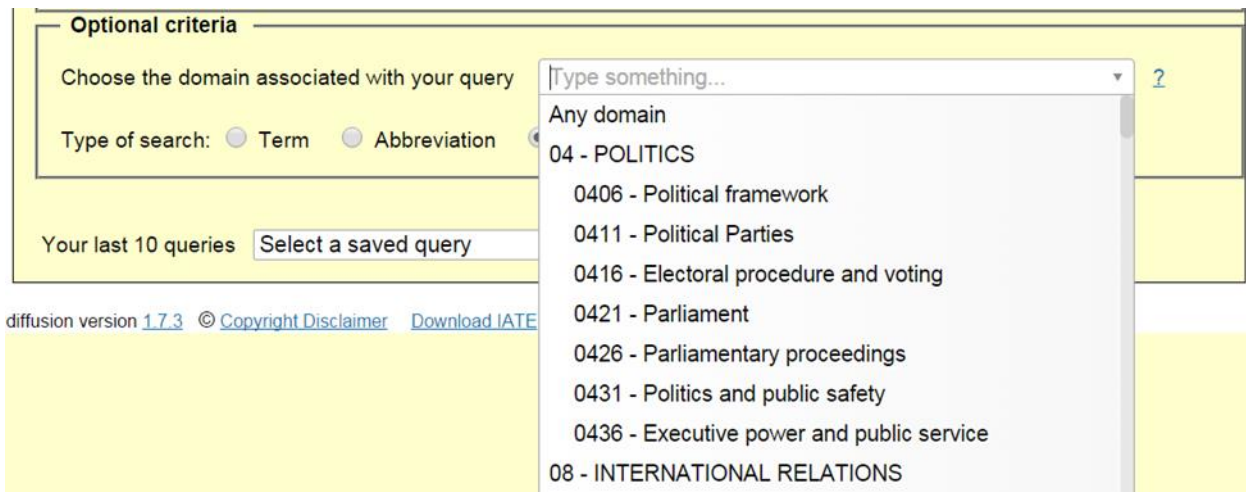 Optional criteria
Choose the domain associated with your query Type something... ?
Any domain
Type of search: Term Abbreviation
04 - POLITICS
0406 - Political framework
0411 - Political Parties
Your last 10 queries Select a saved query
0416 - Electoral procedure and voting
diffusion version 1.7.3 © Copyright Disclaimer Download IATE
0421 - Parliament
0426 - Parliamentary proceedings
0431 - Politics and public safety
0436 - Executive power and public service
08 - INTERNATIONAL RELATIONS